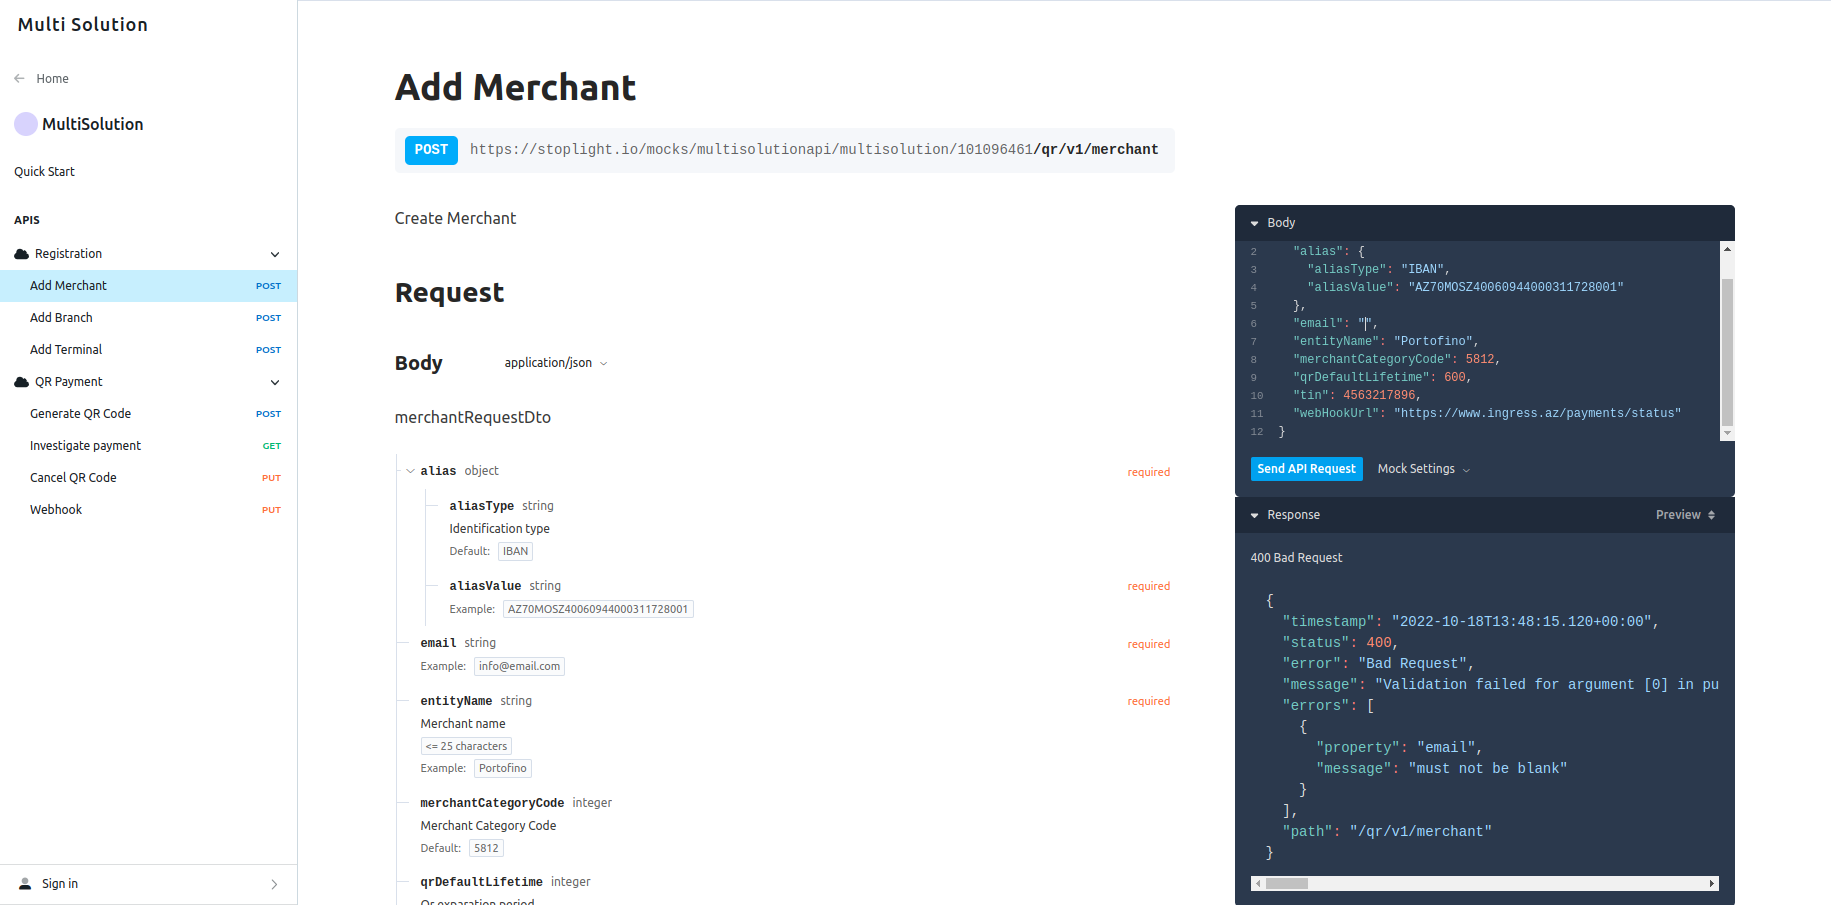 Multi Solution
Home
MultiSolution
Quick Start
APIS
Registration
Add Merchant POST
Add Branch POST
Add Terminal POST
QR Payment
Generate QR Code POST
Investigate payment GET
Cancel QR Code PUT
Webhook PUT
Sign in
Add Merchant
POST https://stoplight.io/mocks/multisolutionapi/multisolution/101096461/qr/v1/merchant
Create Merchant
Request
Body application/json
merchantRequestDto
alias object required
aliasType string
Identification type
Default: IBAN
aliasValue string required
Example: AZ70MOSZ40060944000311728001
email string required
Example: info@email.com
entityName string required
Merchant name
<= 25 characters
Example: Portofino
merchantCategoryCode integer
Merchant Category Code
Default: 5812
qrDefaultLifetime integer
Qr exparation period
Body
2 "alias": {
3 "aliasType": "IBAN",
4 "aliasValue": "AZ70MOSZ40060944000311728001"
5 },
6 "email": "",
7 "entityName": "Portofino",
8 "merchantCategoryCode": 5812,
9 "qrDefaultLifetime": 600,
10 "tin": 4563217896,
11 "webHookUrl": "https://www.ingress.az/payments/status"
12 }
Send API Request Mock Settings
Response Preview
400 Bad Request
{
"timestamp": "2022-10-18T13:48:15.120+00:00",
"status": 400,
"error": "Bad Request",
"message": "Validation failed for argument [0] in pu
"errors": [
{
"property": "email",
"message": "must not be blank"
}
],
"path": "/qr/v1/merchant"
}